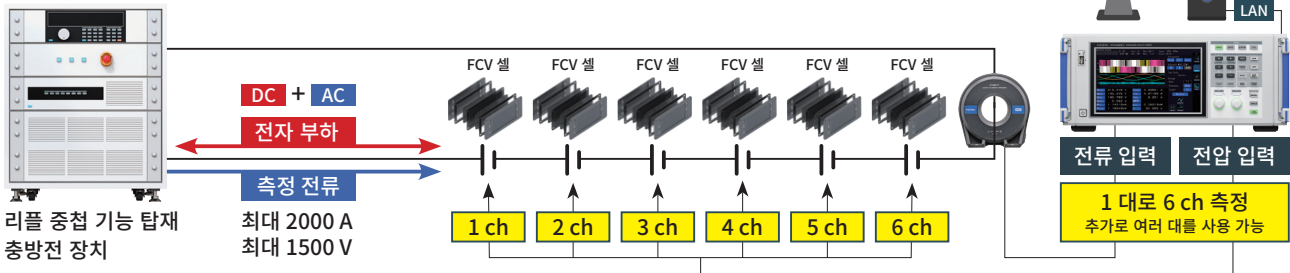 LAN
FCV 셀
FCV 셀
FCV 셀
FCV 셀
FCV 셀
FCV 셀
DC + AC
전자 부하
측정 전류
최대 2000 A
최대 1500 V
리플 중첩 기능 탑재
충방전 장치
1 ch
2 ch
3 ch
4 ch
5 ch
6 ch
전류 입력
전압 입력
1 대로 6 ch 측정
추가로 여러 대를 사용 가능